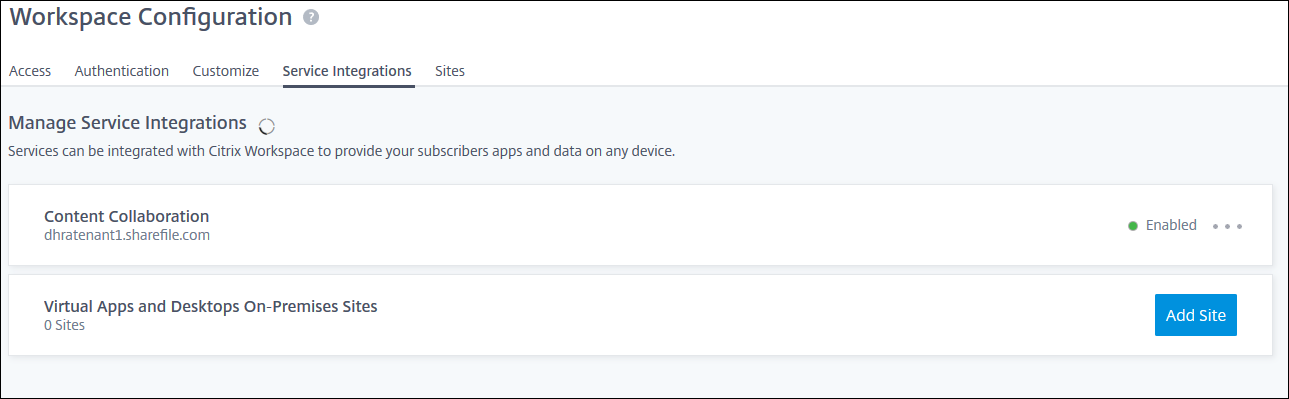 Workspace Configuration ?
Access Authentication Customize Service Integrations Sites
Manage Service Integrations
Services can be integrated with Citrix Workspace to provide your subscribers apps and data on any device.
Content Collaboration
dhratenant1.sharefile.com
Enabled
Virtual Apps and Desktops On-Premises Sites
0 Sites
Add Site